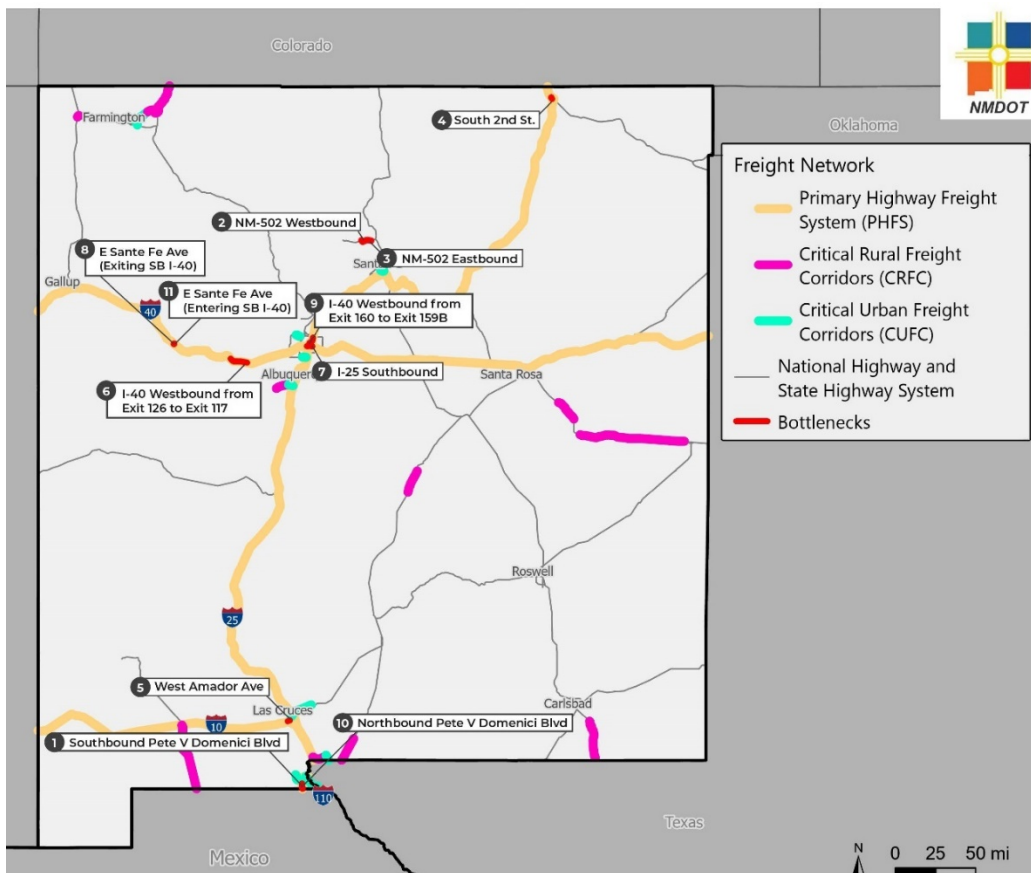 Colorado
NMDOT
Farmington
4 South 2nd St.
Oklahoma
Freight Network
Primary Highway Freight
System (PHFS)
Critical Rural Freight
Corridors (CRFC)
Critical Urban Freight
Corridors (CUFC)
National Highway and
State Highway System
Bottlenecks
2 NM-502 Westbound
3 NM-502 Eastbound
8 E Sante Fe Ave
(Exiting SB I-40)
Gallup
40
11 E Sante Fe Ave
(Entering SB I-40)
9 I-40 Westbound from
Exit 160 to Exit 159B
7 I-25 Southbound
Santa Rosa
6 I-40 Westbound from
Exit 126 to Exit 117
Roswell
25
5 West Amador Ave
Las Cruces
Carlsbad
10
10 Northbound Pete V Domenici Blvd
1 Southbound Pete V Domenici Blvd
110
Texas
Mexico
N
0 25 50 mi